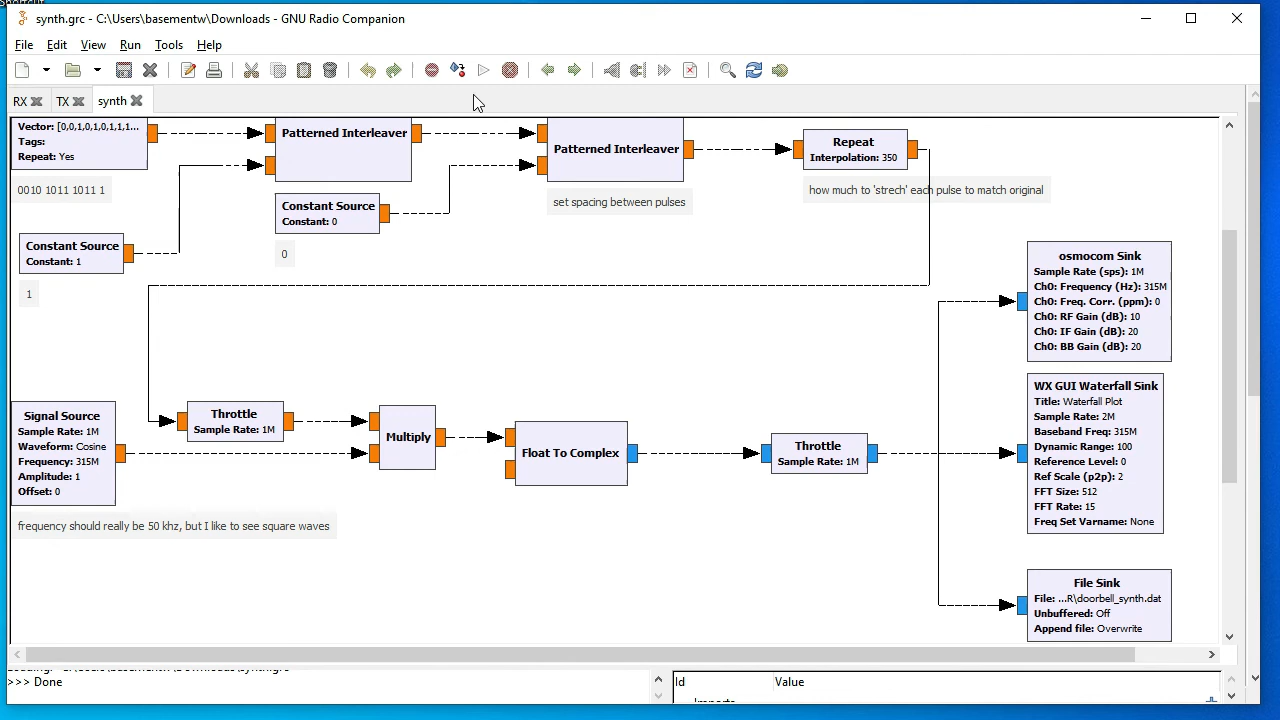 synth.grc - C:\Users\basementw\Downloads - GNU Radio Companion
File Edit View Run Tools Help
RX TX synth
Vector: [0,0,1,0,1,0,1,1,1...
Tags:
Repeat: Yes
0010 1011 1011 1
Patterned Interleaver
Patterned Interleaver
set spacing between pulses
Repeat
Interpolation: 350
how much to 'strech' each pulse to match original
Constant Source
Constant: 0
0
Constant Source
Constant: 1
1
osmocom Sink
Sample Rate (sps): 1M
Ch0: Frequency (Hz): 315M
Ch0: Freq. Corr. (ppm): 0
Ch0: RF Gain (dB): 10
Ch0: IF Gain (dB): 20
Ch0: BB Gain (dB): 20
Signal Source
Sample Rate: 1M
Waveform: Cosine
Frequency: 315M
Amplitude: 1
Offset: 0
frequency should really be 50 khz, but I like to see square waves
Throttle
Sample Rate: 1M
Multiply
Float To Complex
Throttle
Sample Rate: 1M
WX GUI Waterfall Sink
Title: Waterfall Plot
Sample Rate: 2M
Baseband Freq: 315M
Dynamic Range: 100
Reference Level: 0
Ref Scale (p2p): 2
FFT Size: 512
FFT Rate: 15
Freq Set Varname: None
File Sink
File: ...R\doorbell_synth.dat
Unbuffered: Off
Append file: Overwrite
>>> Done
Id Value